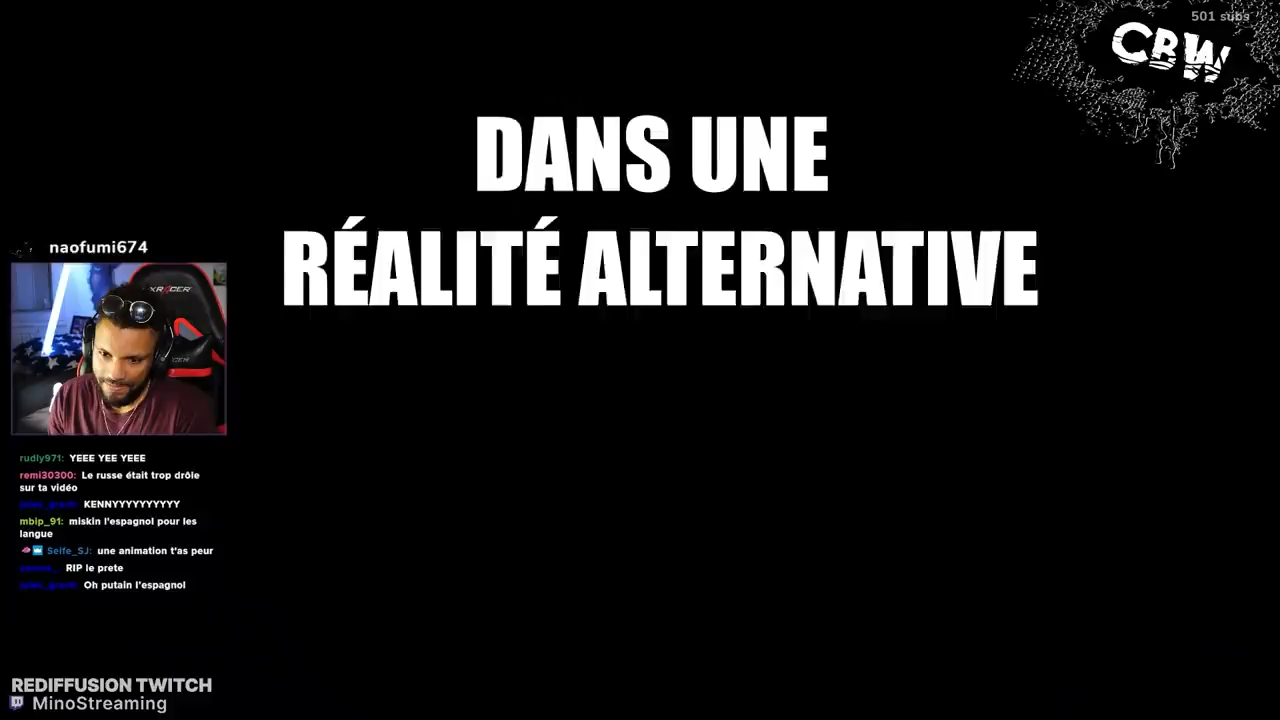 501 subs
CBW
DANS UNE
RÉALITÉ ALTERNATIVE
naofumi674
rudly971: YEEE YEE YEEE
remi30300: Le russe était trop drôle
sur ta vidéo
KENNYYYYYYYYYY
mbip_91: miskin l'espagnol pour les
langue
Selfe_SJ: une animation t'as peur
RIP le prete
Oh putain l'espagnol
REDIFFUSION TWITCH
MinoStreaming